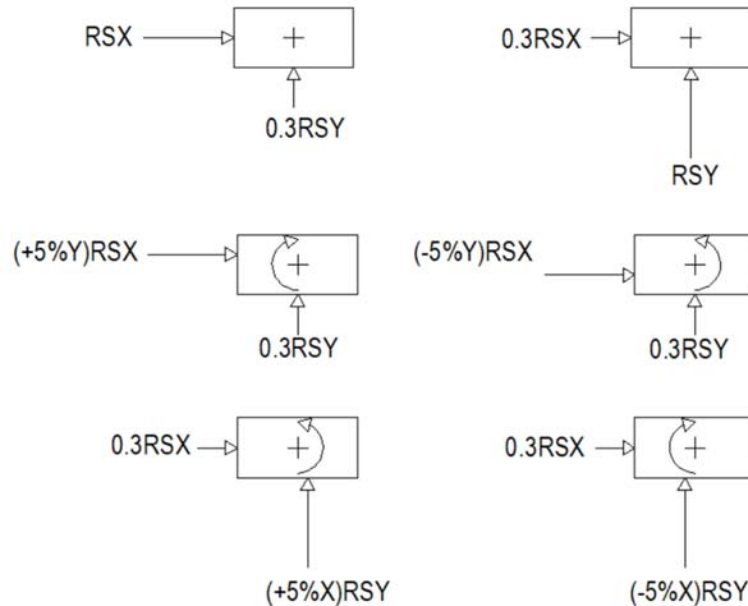 RSX
0.3RSX
0.3RSY
RSY
(+5%Y)RSX
(-5%Y)RSX
0.3RSY
0.3RSY
0.3RSX
0.3RSX
(+5%X)RSY
(-5%X)RSY